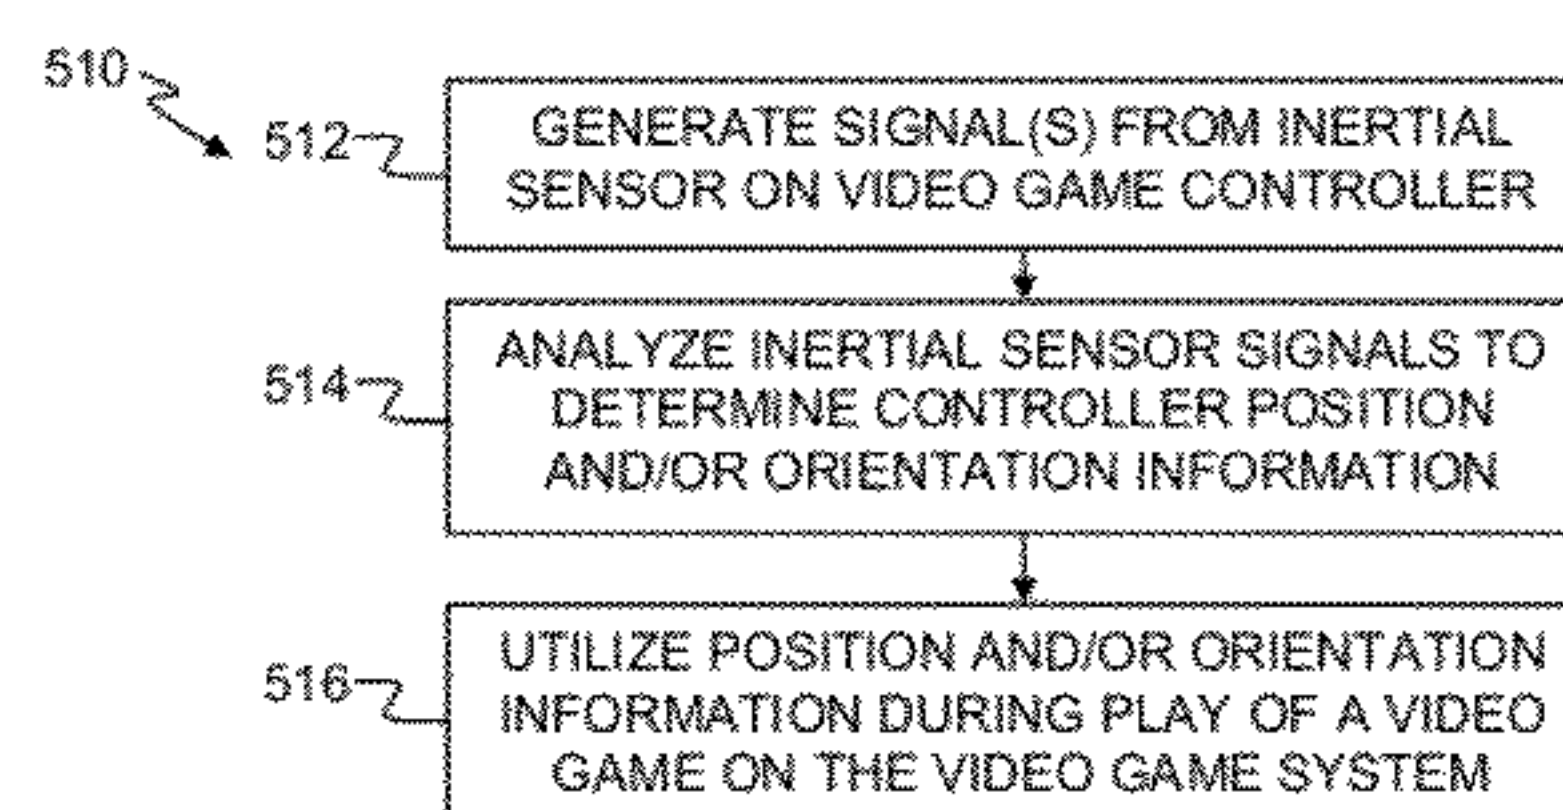 510
512
GENERATE SIGNAL(S) FROM INERTIAL
SENSOR ON VIDEO GAME CONTROLLER
514
ANALYZE INERTIAL SENSOR SIGNALS TO
DETERMINE CONTROLLER POSITION
AND/OR ORIENTATION INFORMATION
516
UTILIZE POSITION AND/OR ORIENTATION
INFORMATION DURING PLAY OF A VIDEO
GAME ON THE VIDEO GAME SYSTEM